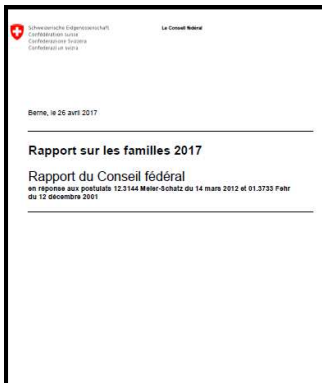 Schweizerische Eidgenossenschaft
Confédération suisse
Confederazione Svizzera
Confederaziun svizra
Le Conseil fédéral
Berne, le 26 avril 2017
Rapport sur les familles 2017
Rapport du Conseil fédéral
en réponse aux postulats 12.3144 Meier-Schatz du 14 mars 2012 et 01.3733 Fehr
du 12 décembre 2001